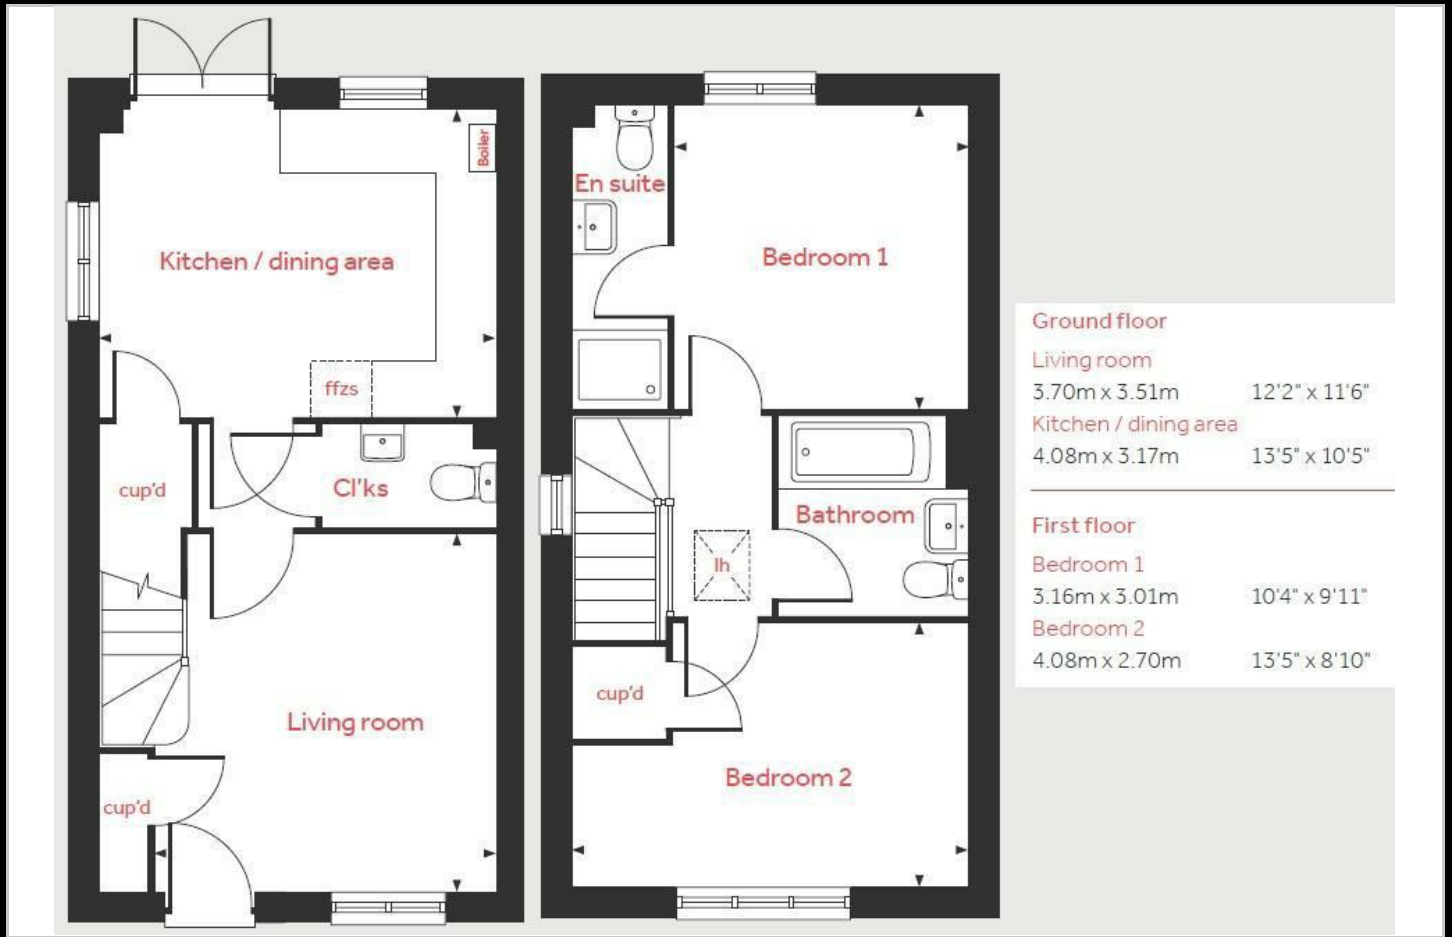 Boiler
Kitchen / dining area
ffzs
cup'd
Cl'ks
Living room
cup'd
En suite
Bedroom 1
Bathroom
lh
cup'd
Bedroom 2
Ground floor
Living room
3.70m x 3.51m 12'2" x 11'6"
Kitchen / dining area
4.08m x 3.17m 13'5" x 10'5"
First floor
Bedroom 1
3.16m x 3.01m 10'4" x 9'11"
Bedroom 2
4.08m x 2.70m 13'5" x 8'10"